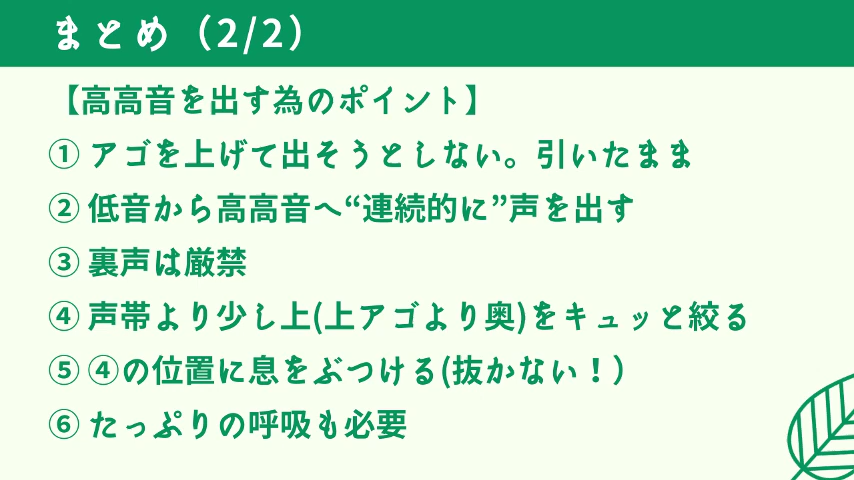 まとめ（2/2）
【高高音を出す為のポイント】
① アゴを上げて出そうとしない。引いたまま
② 低音から高高音へ“連続的に”声を出す
③ 裏声は厳禁
④ 声帯より少し上(上アゴより奥)をキュッと絞る
⑤ ④の位置に息をぶつける(抜かない！）
⑥ たっぷりの呼吸も必要